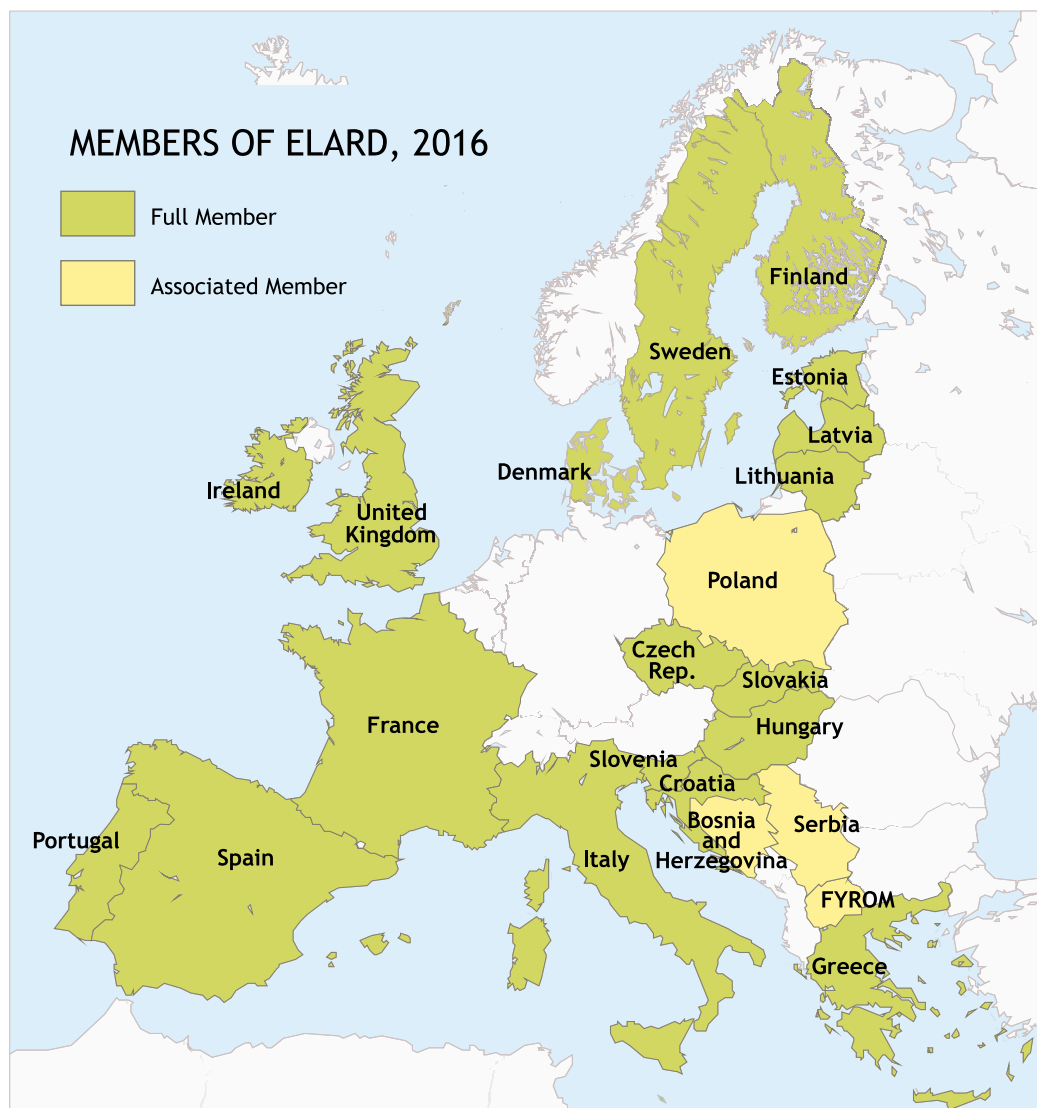 MEMBERS OF ELARD, 2016
Full Member
Associated Member
Finland
Sweden
Estonia
Latvia
Denmark
Lithuania
Ireland
United
Kingdom
Poland
Czech
Rep.
Slovakia
France
Hungary
Slovenia
Croatia
Portugal
Spain
Italy
Bosnia
and
Herzegovina
Serbia
FYROM
Greece